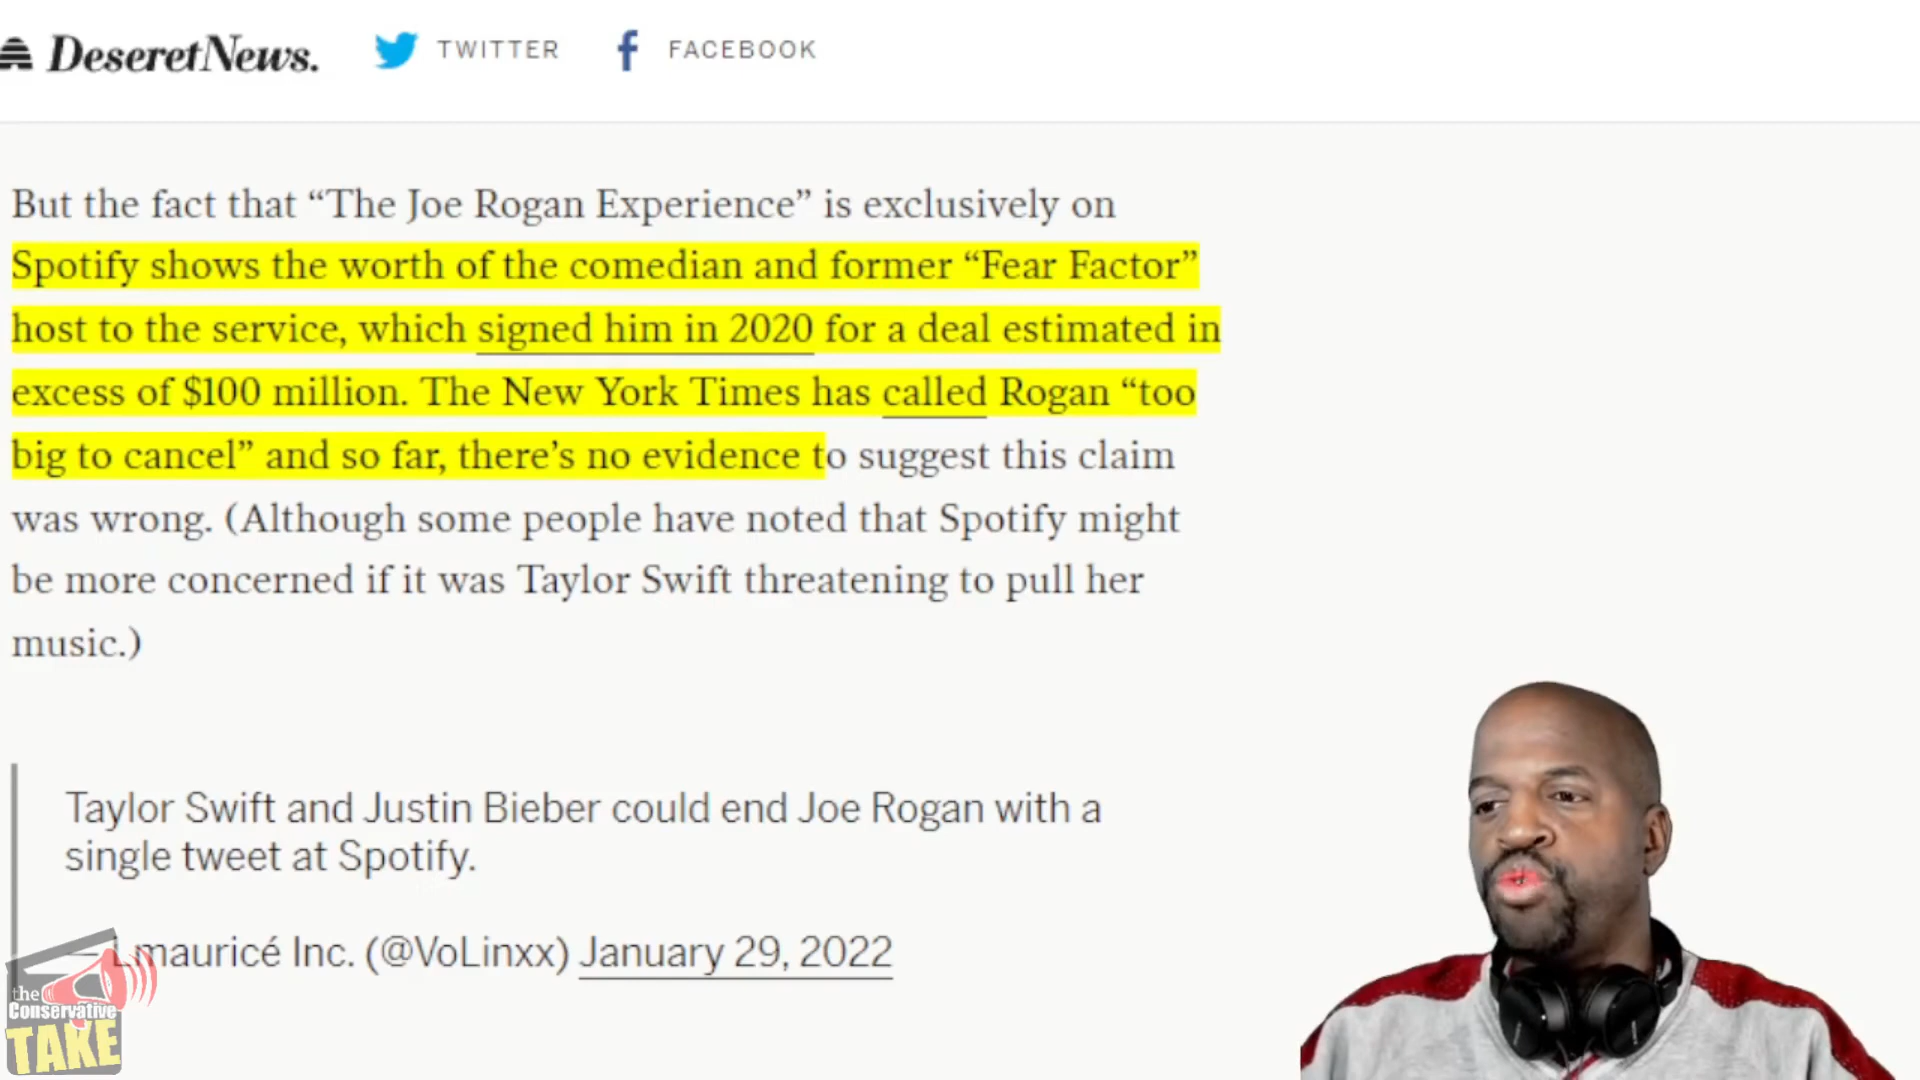 DeseretNews.
TWITTER
FACEBOOK
But the fact that “The Joe Rogan Experience” is exclusively on
Spotify shows the worth of the comedian and former “Fear Factor”
host to the service, which signed him in 2020 for a deal estimated in
excess of $100 million. The New York Times has called Rogan “too
big to cancel” and so far, there’s no evidence to suggest this claim
was wrong. (Although some people have noted that Spotify might
be more concerned if it was Taylor Swift threatening to pull her
music.)
Taylor Swift and Justin Bieber could end Joe Rogan with a
single tweet at Spotify.
— Lmauricé Inc. (@VoLinxx) January 29, 2022
the
Conservative
TAKE